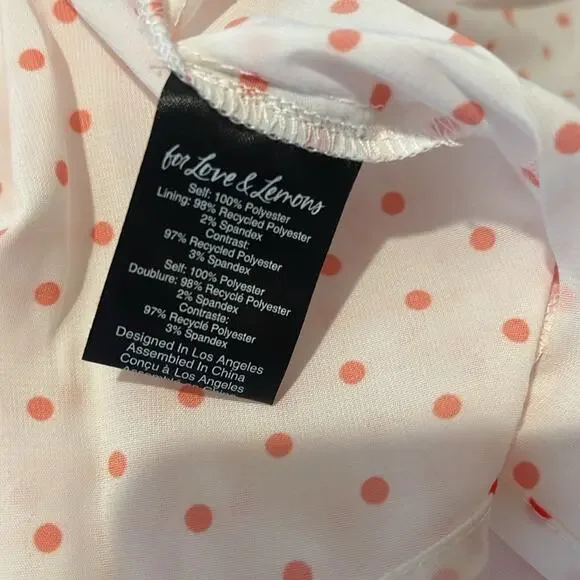 for Love & Lemons
Self: 100% Polyester
Lining: 98% Recycled Polyester
2% Spandex
Contrast:
97% Recycled Polyester
3% Spandex
Self: 100% Polyester
Doublure: 98% Recyclé Polyester
2% Spandex
Contraste:
97% Recyclé Polyester
3% Spandex
Designed In Los Angeles
Assembled In China
Conçu à Los Angeles